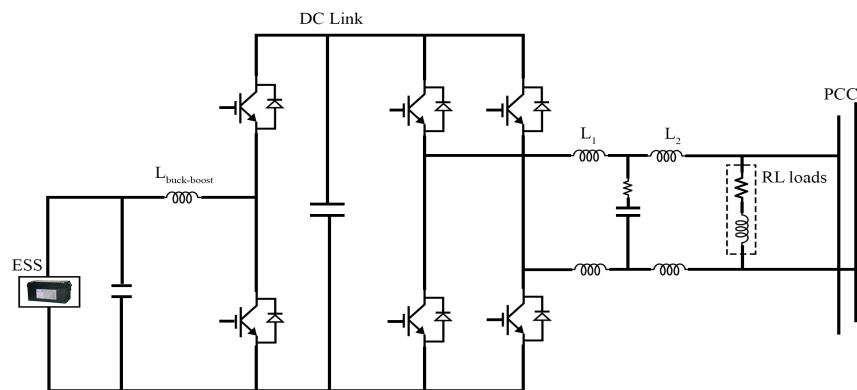 DC Link
PCC
L1
L2
RL loads
Lbuck-boost
ESS